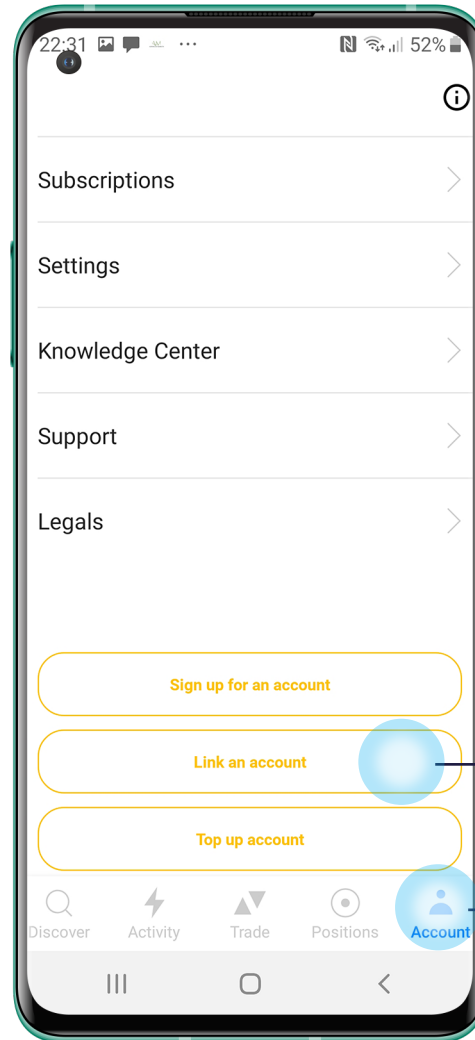 22:31
52%
Subscriptions
Settings
Knowledge Center
Support
Legals
Sign up for an account
Link an account
Top up account
Discover
Activity
Trade
Positions
Account